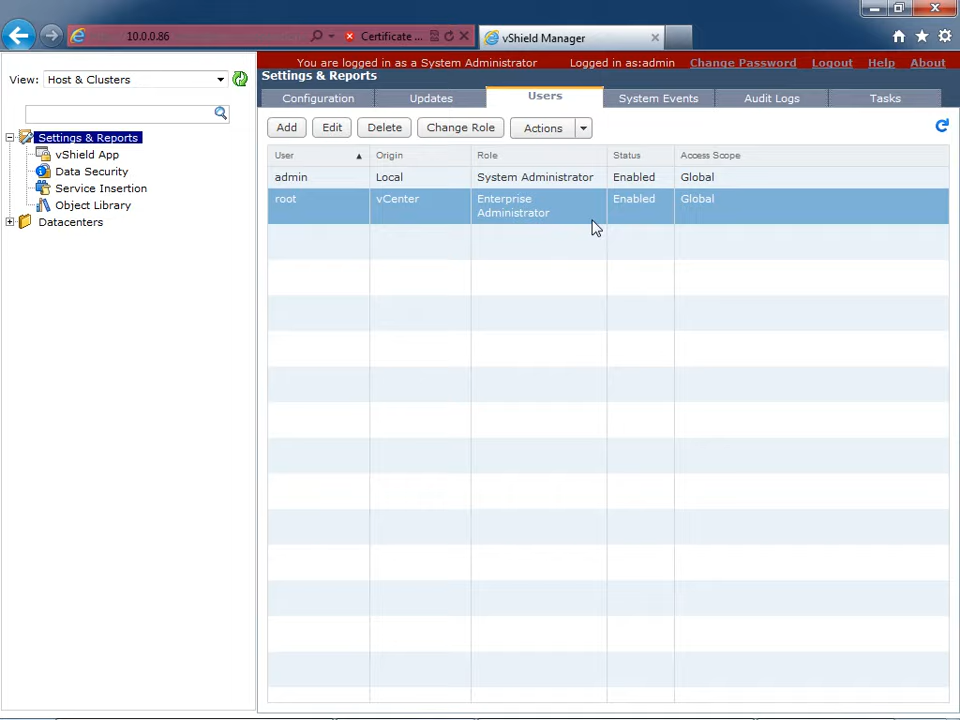 10.0.0.86
Certificate ...
vShield Manager
View: Host & Clusters
You are logged in as a System Administrator
Logged in as:admin
Change Password
Logout
Help
About
Settings & Reports
Configuration
Updates
Users
System Events
Audit Logs
Tasks
Settings & Reports
vShield App
Data Security
Service Insertion
Object Library
Datacenters
Add
Edit
Delete
Change Role
Actions
User Origin Role Status Access Scope
admin Local System Administrator Enabled Global
root vCenter Enterprise Enabled Global
Administrator